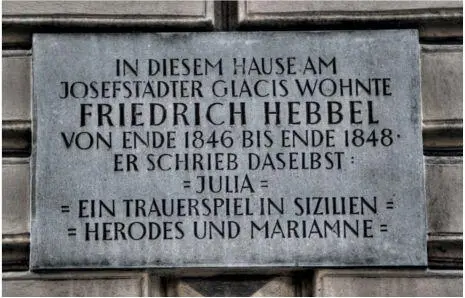 IN DIESEM HAUSE AM
JOSEFSTÄDTER GLACIS WOHNTE
FRIEDRICH HEBBEL
VON ENDE 1846 BIS ENDE 1848·
ER SCHRIEB DASELBST:
=JULIA=
= EIN TRAUERSPIEL IN SIZILIEN =
= HERODES UND MARIAMNE =